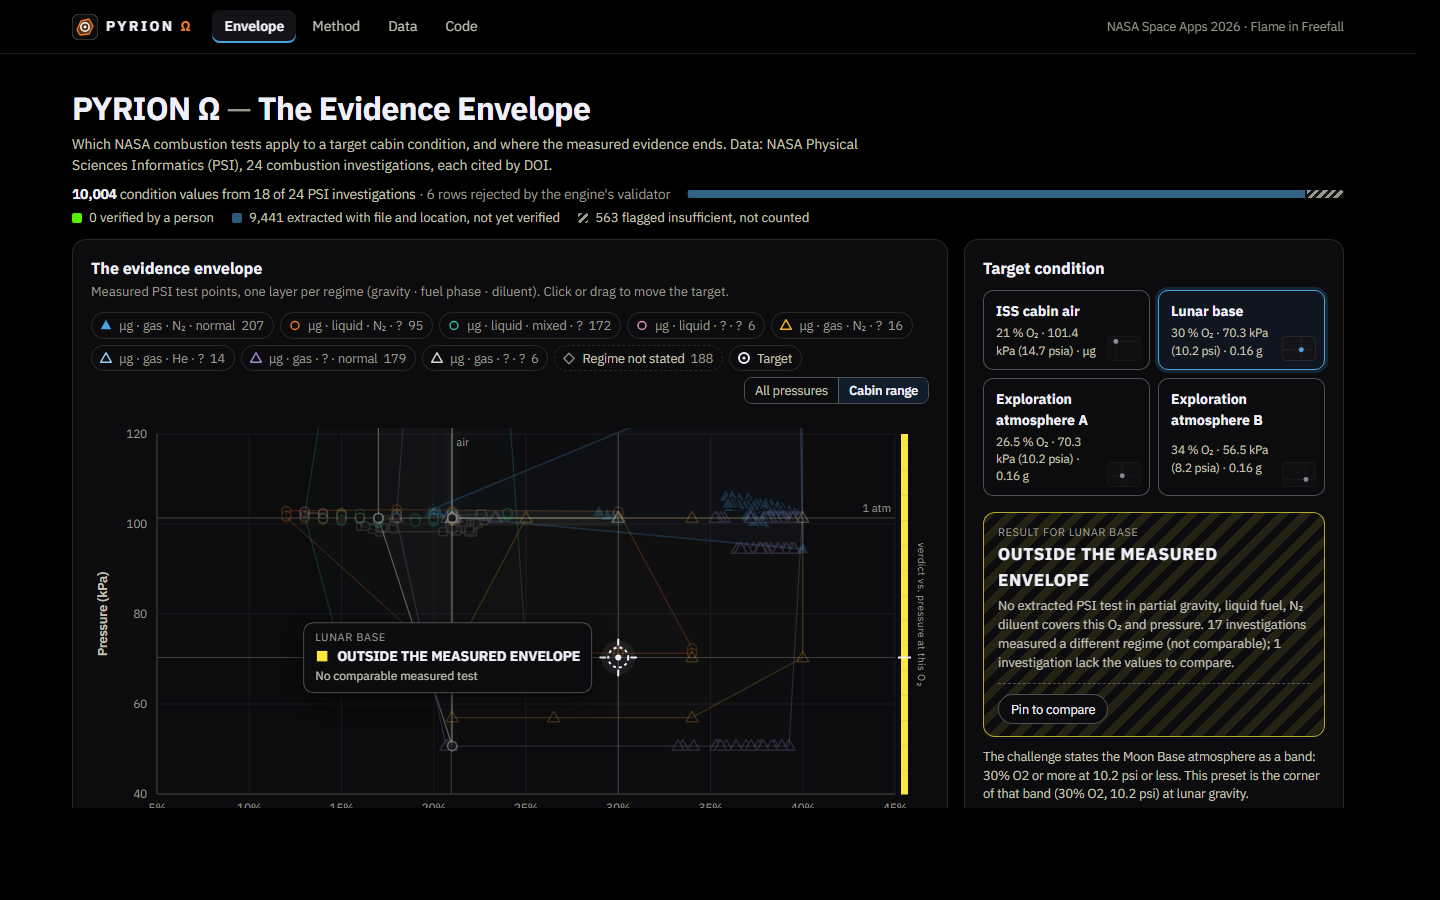 PYRION Ω
Envelope
Method
Data
Code
NASA Space Apps 2026 · Flame in Freefall
PYRION Ω — The Evidence Envelope
Which NASA combustion tests apply to a target cabin condition, and where the measured evidence ends. Data: NASA Physical
Sciences Informatics (PSI), 24 combustion investigations, each cited by DOI.
10,004 condition values from 18 of 24 PSI investigations · 6 rows rejected by the engine's validator
0 verified by a person
9,441 extracted with file and location, not yet verified
563 flagged insufficient, not counted
The evidence envelope
Measured PSI test points, one layer per regime (gravity · fuel phase · diluent). Click or drag to move the target.
µg · gas · N₂ · normal 207
µg · liquid · N₂ · ? 95
µg · liquid · mixed · ? 172
µg · liquid · ? · ? 6
µg · gas · N₂ · ? 16
µg · gas · He · ? 14
µg · gas · ? · normal 179
µg · gas · ? · ? 6
Regime not stated 188
Target
All pressures
Cabin range
120
air
1 atm
100
80
60
40
Pressure (kPa)
verdict vs. pressure at this O₂
LUNAR BASE
OUTSIDE THE MEASURED ENVELOPE
No comparable measured test
5%
10%
15%
20%
25%
30%
35%
40%
45%
Target condition
ISS cabin air
21 % O₂ · 101.4
kPa (14.7 psia) · µg
Lunar base
30 % O₂ · 70.3 kPa
(10.2 psi) · 0.16 g
Exploration
atmosphere A
26.5 % O₂ · 70.3
kPa (10.2 psia) ·
0.16 g
Exploration
atmosphere B
34 % O₂ · 56.5 kPa
(8.2 psia) · 0.16 g
RESULT FOR LUNAR BASE
OUTSIDE THE MEASURED
ENVELOPE
No extracted PSI test in partial gravity, liquid fuel, N₂
diluent covers this O₂ and pressure. 17 investigations
measured a different regime (not comparable); 1
investigation lack the values to compare.
Pin to compare
The challenge states the Moon Base atmosphere as a band:
30% O2 or more at 10.2 psi or less. This preset is the corner
of that band (30% O2, 10.2 psi) at lunar gravity.